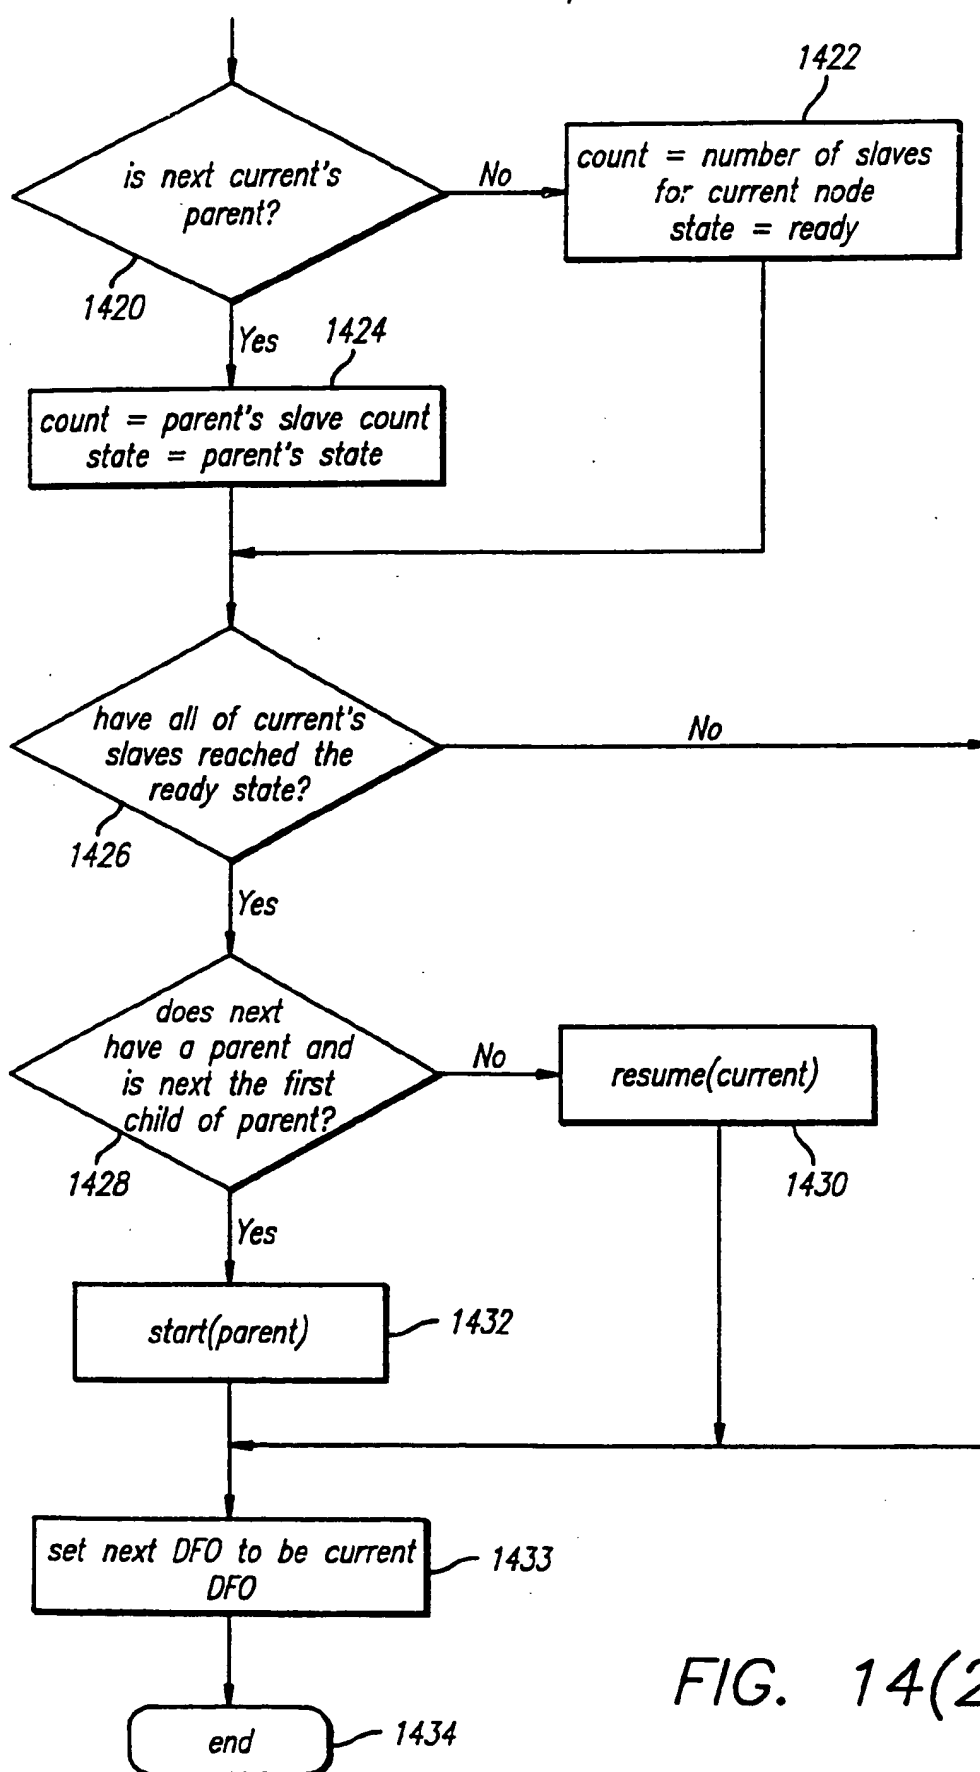 1422
is next current's
parent?
No
count = number of slaves
for current node
state = ready
1420
Yes
1424
count = parent's slave count
state = parent's state
have all of current's
slaves reached the
ready state?
No
1426
Yes
does next
have a parent and
is next the first
child of parent?
No
resume(current)
1428
1430
Yes
start(parent)
1432
set next DFO to be current
DFO
1433
FIG. 14(2
end
1434